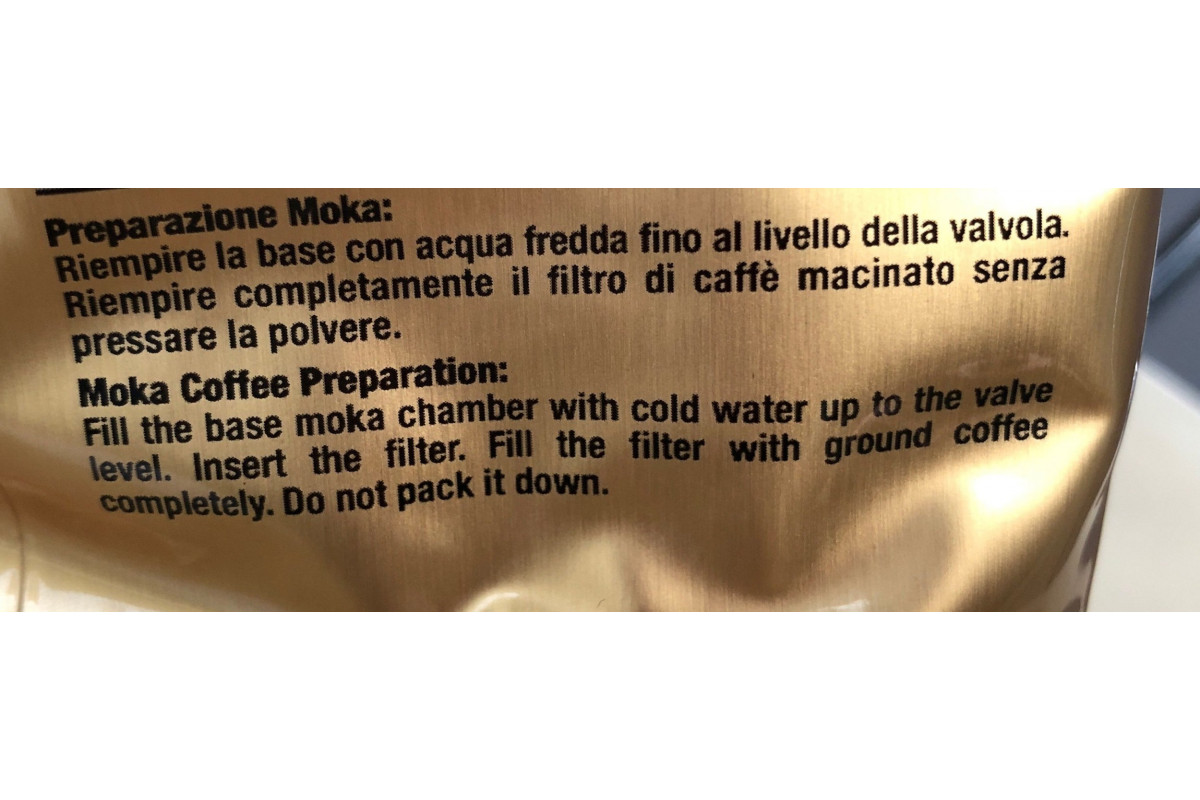 Preparazione Moka:
Riempire la base con acqua fredda fino al livello della valvola.
Riempire completamente il filtro di caffè macinato senza
pressare la polvere.
Moka Coffee Preparation:
Fill the base moka chamber with cold water up to the valve
level. Insert the filter. Fill the filter with ground coffee
completely. Do not pack it down.